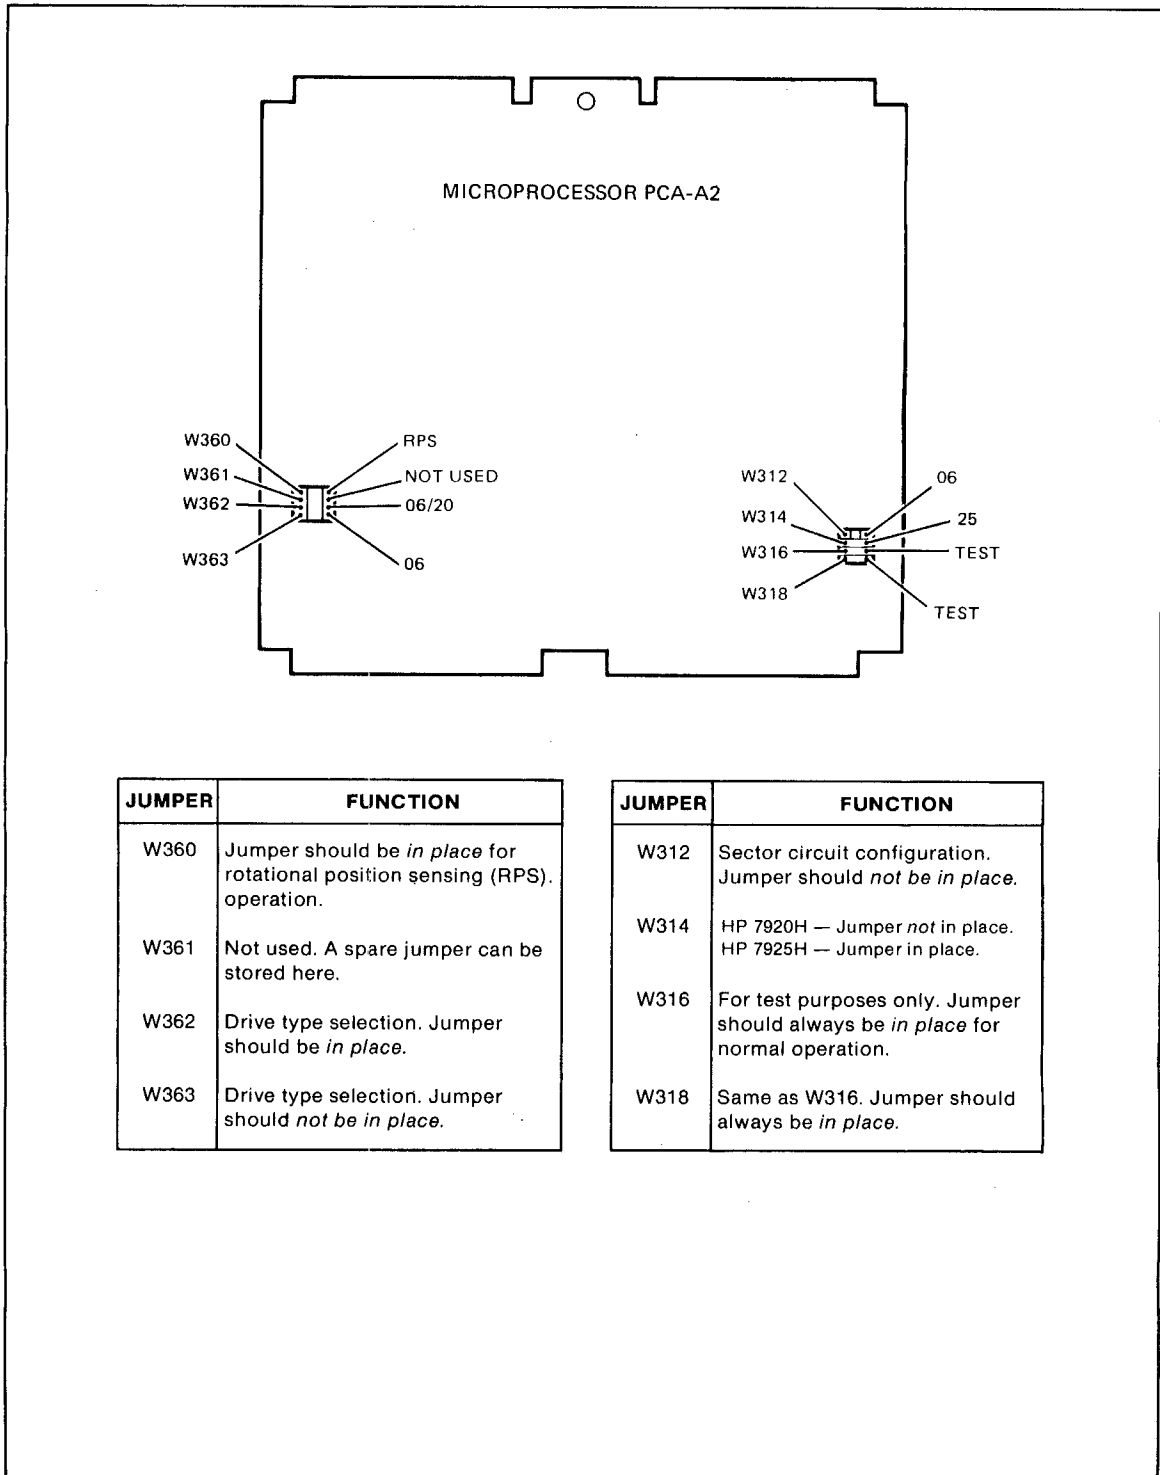 MICROPROCESSOR PCA-A2
W360
W361
W362
W363
RPS
NOT USED
06/20
06
W312
W314
W316
W318
06
25
TEST
TEST
JUMPER FUNCTION
W360 Jumper should be in place for
rotational position sensing (RPS).
operation.
W361 Not used. A spare jumper can be
stored here.
W362 Drive type selection. Jumper
should be in place.
W363 Drive type selection. Jumper
should not be in place.
JUMPER FUNCTION
W312 Sector circuit configuration.
Jumper should not be in place.
W314 HP 7920H — Jumper not in place.
HP 7925H — Jumper in place.
W316 For test purposes only. Jumper
should always be in place for
normal operation.
W318 Same as W316. Jumper should
always be in place.